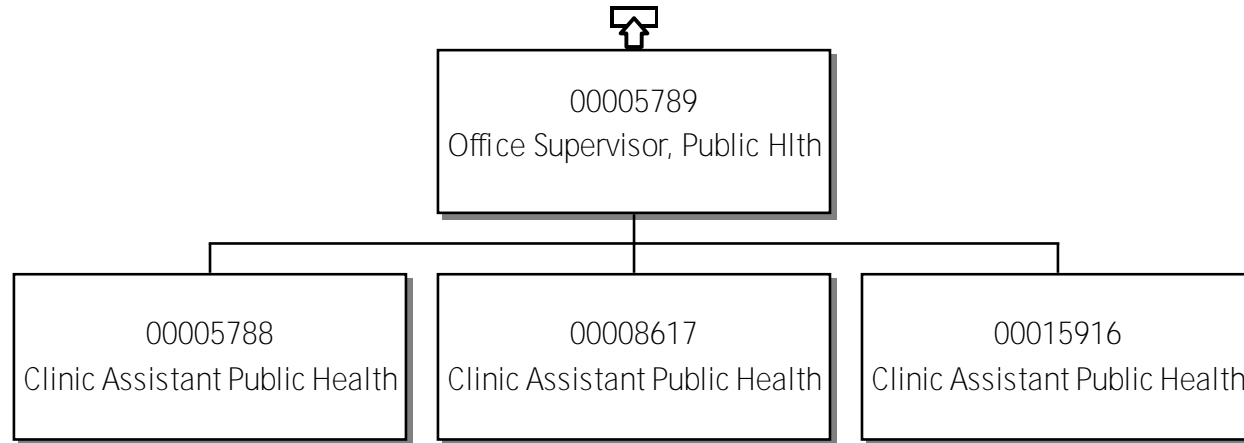 00005789
Office Supervisor, Public Hlth
00005788
Clinic Assistant Public Health
00008617
Clinic Assistant Public Health
00015916
Clinic Assistant Public Health